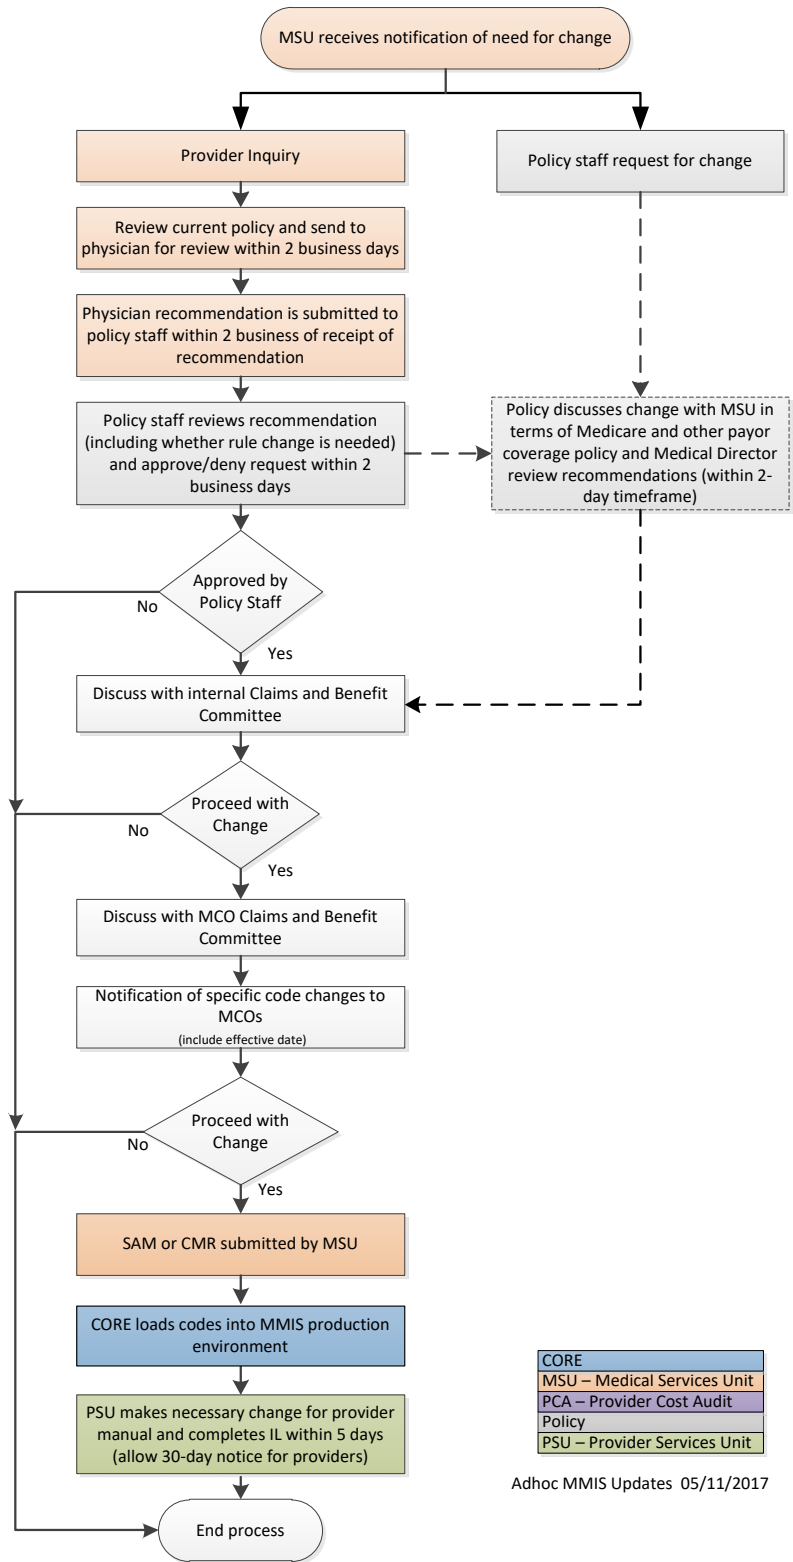 MSU receives notification of need for change
Provider Inquiry
Policy staff request for change
Review current policy and send to
physician for review within 2 business days
Physician recommendation is submitted to
policy staff within 2 business of receipt of
recommendation
Policy staff reviews recommendation
(including whether rule change is needed)
and approve/deny request within 2
business days
Policy discusses change with MSU in
terms of Medicare and other payor
coverage policy and Medical Director
review recommendations (within 2-
day timeframe)
Approved by
Policy Staff
No
Yes
Discuss with internal Claims and Benefit
Committee
Proceed with
Change
No
Yes
Discuss with MCO Claims and Benefit
Committee
Notification of specific code changes to
MCOs
(include effective date)
Proceed with
Change
No
Yes
SAM or CMR submitted by MSU
CORE loads codes into MMIS production
environment
PSU makes necessary change for provider
manual and completes IL within 5 days
(allow 30-day notice for providers)
End process
CORE
MSU – Medical Services Unit
PCA – Provider Cost Audit
Policy
PSU – Provider Services Unit
Adhoc MMIS Updates 05/11/2017